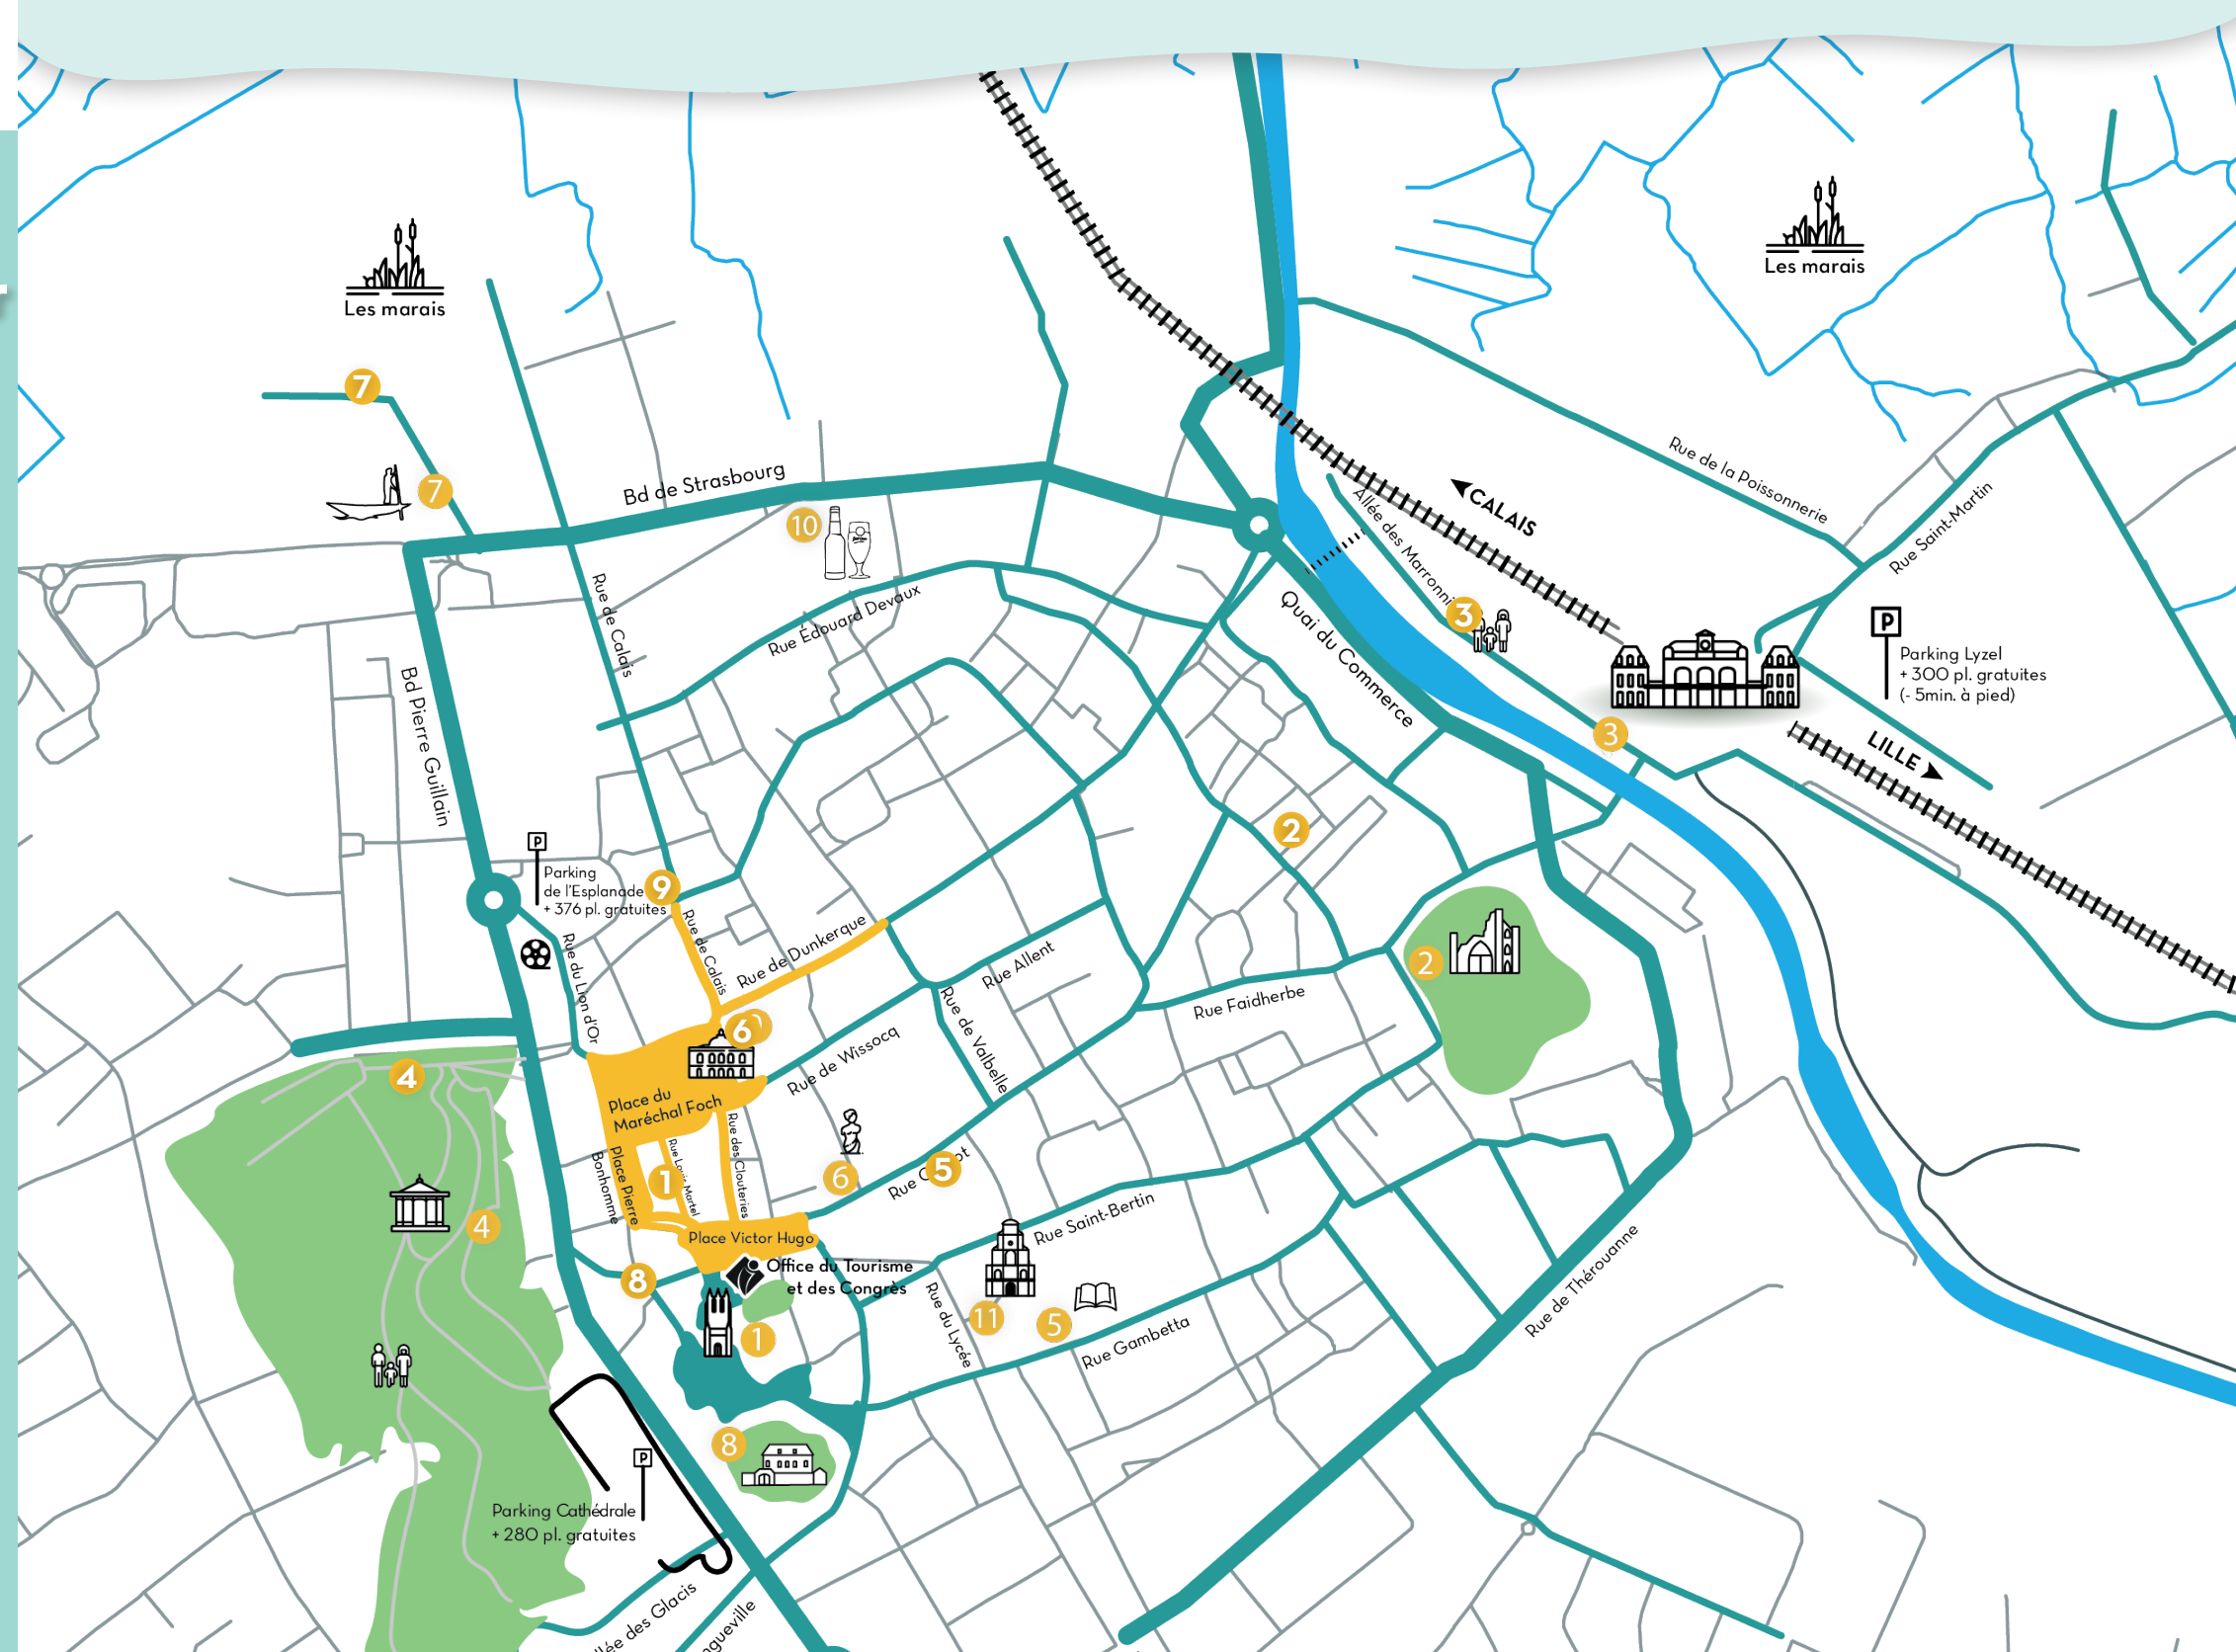 Les marais
Les marais
7
7
Bd de Strasbourg
10
Rue de la Poissonnerie
CALAIS
Allée des
3
Rue Saint-Martin
P
Parking Lyzel
+ 300 pl. gratuites
(- 5min. à pied)
Rue de Calais
Rue Édouard Devaux
Quai du Commerce
3
LILLE
Bd Pierre Guillain
2
P
Parking
de l'Esplanade
+ 376 pl. gratuites
9
Rue de Calais
Rue de Dunkerque
Rue du Lion d'Or
Rue Allent
2
Rue Faidherbe
6
Rue de Wissocq
Rue de Valbelle
4
Place du
Maréchal Foch
Rue des Clouteries
Place Pierre
Bonhomme
1
Martel
6
Rue
5
4
Place Victor Hugo
Rue Saint-Bertin
Office du Tourisme
et des Congrès
8
1
Rue du Lycée
11
5
Rue Gambetta
Rue de Thérouanne
8
P
Parking Cathédrale
+ 280 pl. gratuites
des Glacis